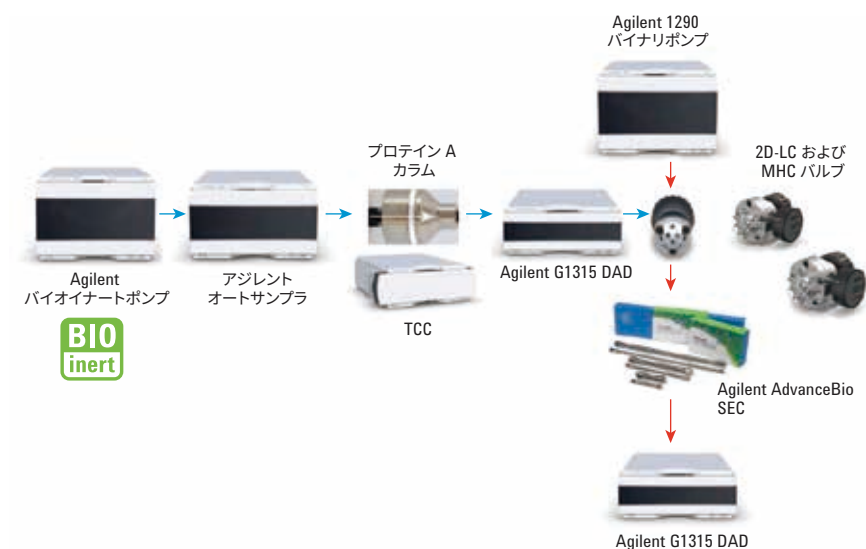 Agilent 1290
バイナリポンプ
プロテイン A
カラム
2D-LC および
MHC バルブ
Agilent
バイオイナートポンプ
BIO
inert
アジレント
オートサンプラ
TCC
Agilent G1315 DAD
Agilent AdvanceBio
SEC
Agilent G1315 DAD